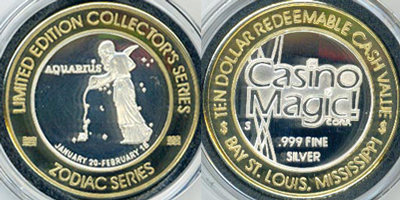 LIMITED EDITION COLLECTOR'S SERIES
AQUARIUS
JANUARY 20-FEBRUARY 18
ZODIAC SERIES
TEN DOLLAR REDEEMABLE CASH VALUE
Casino
Magic!
CORP.
S
.999 FINE
SILVER
$ BAY ST. LOUIS, MISSISSIPPI $